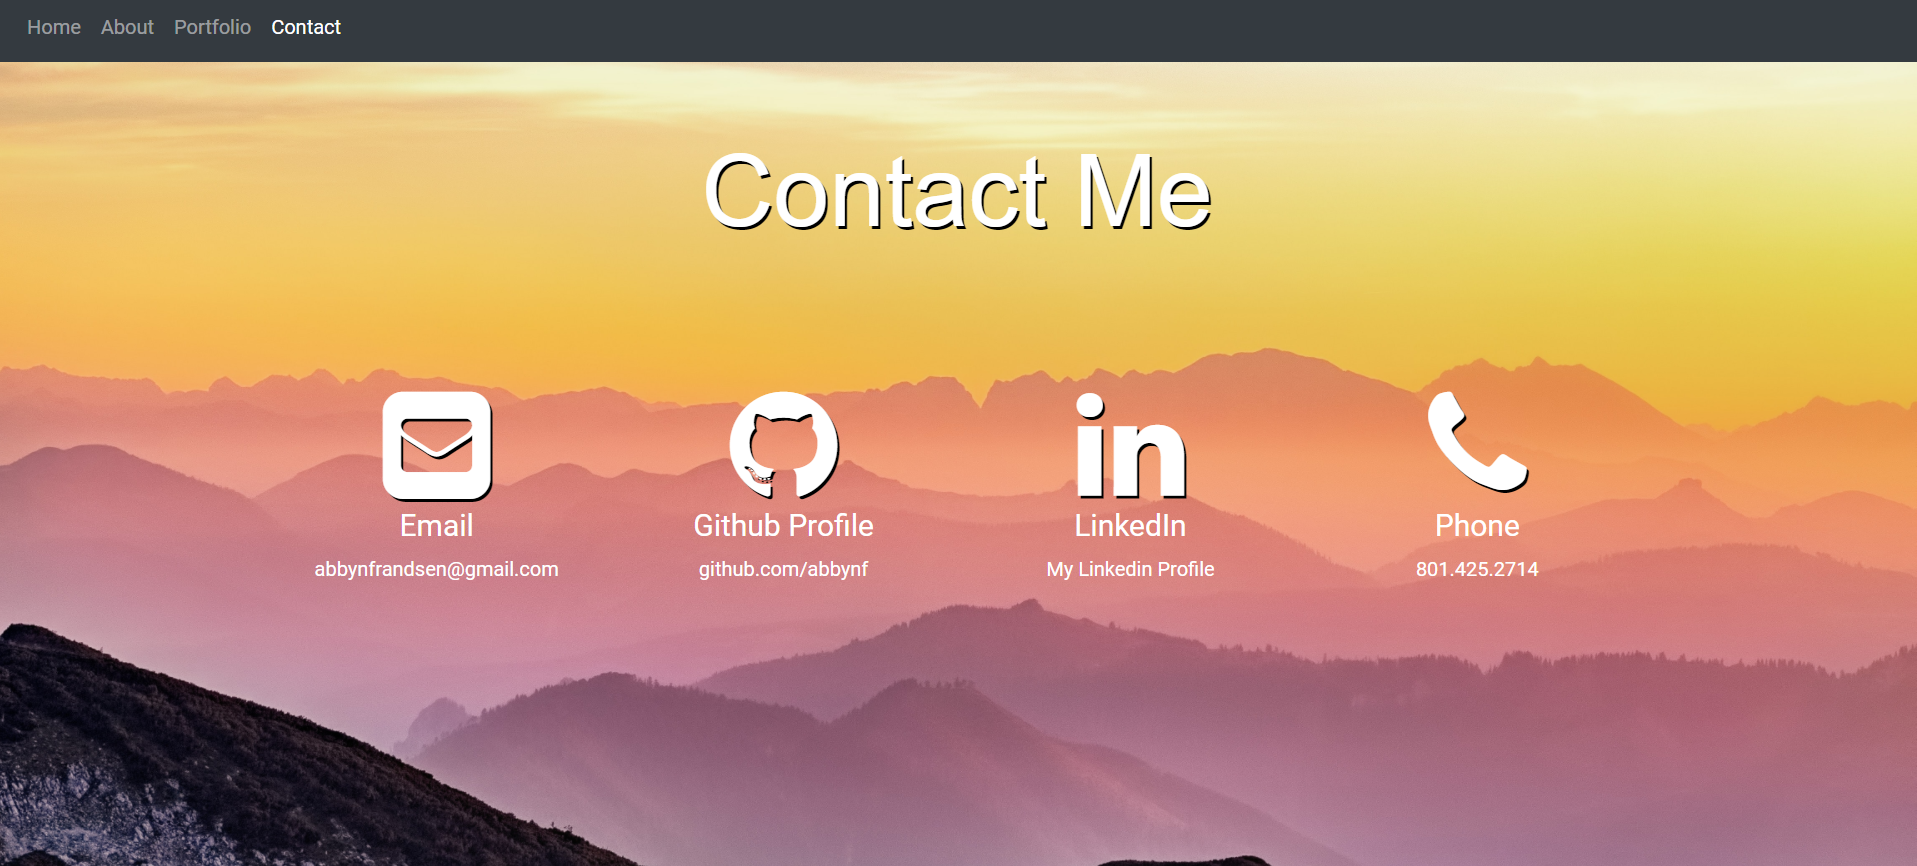 Home About Portfolio Contact
Contact Me
in
Email Github Profile LinkedIn Phone
abbynfrandsen@gmail.com github.com/abbynf My Linkedin Profile 801.425.2714